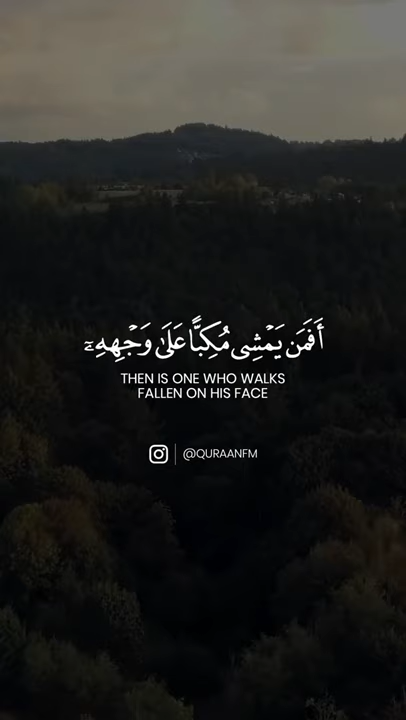 أَفَمَن يَمْشِى مُكِبًّا عَلَىٰ وَجْهِهِۦٓ
THEN IS ONE WHO WALKS
FALLEN ON HIS FACE
@QURAANFM